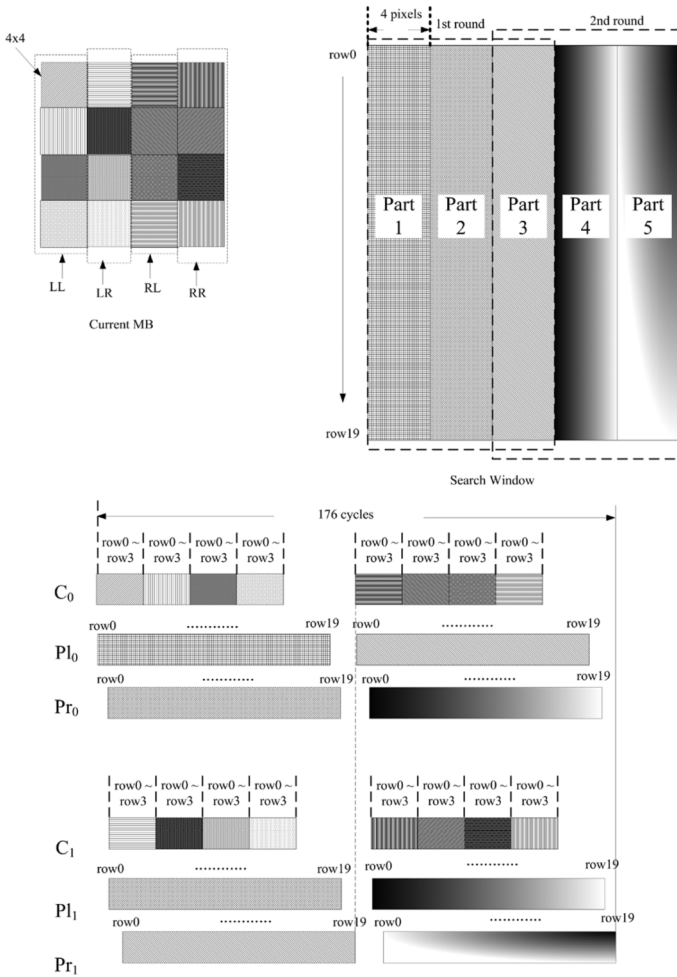 4x4
LL
LR
RL
RR
Current MB
4 pixels
1st round
2nd round
row0
Part
1
Part
2
Part
3
Part
4
Part
5
row19
Search Window
176 cycles
row0 ~
row3
row0 ~
row3
row0 ~
row3
row0 ~
row3
row0 ~
row3
row0 ~
row3
row0 ~
row3
row0 ~
row3
C0
row0 ............ row19 row0 ............ row19
Pl0
row0 ............ row19 row0 ............ row19
Pr0
row0 ~
row3
row0 ~
row3
row0 ~
row3
row0 ~
row3
row0 ~
row3
row0 ~
row3
row0 ~
row3
row0 ~
row3
C1
row0 ............ row19 row0 ............ row19
Pl1
row0 ............ row19 row0 ............ row19
Pr1